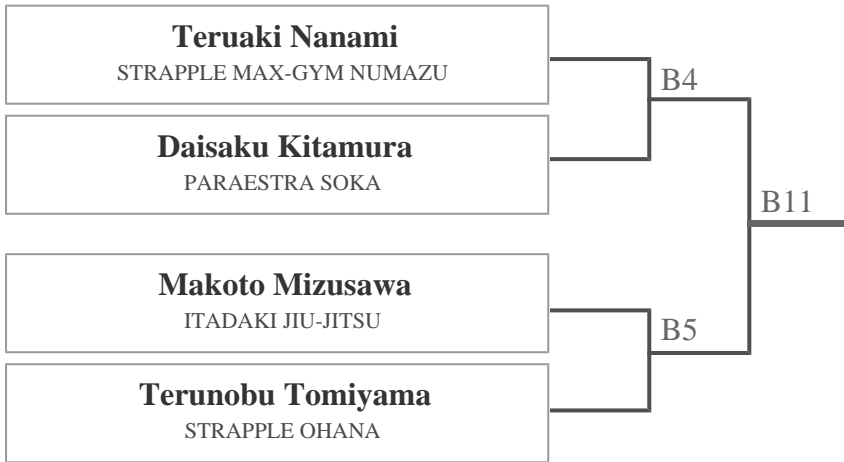 Teruaki Nanami
STRAPPLE MAX-GYM NUMAZU
B4
Daisaku Kitamura
PARAESTRA SOKA
B11
Makoto Mizusawa
ITADAKI JIU-JITSU
B5
Terunobu Tomiyama
STRAPPLE OHANA